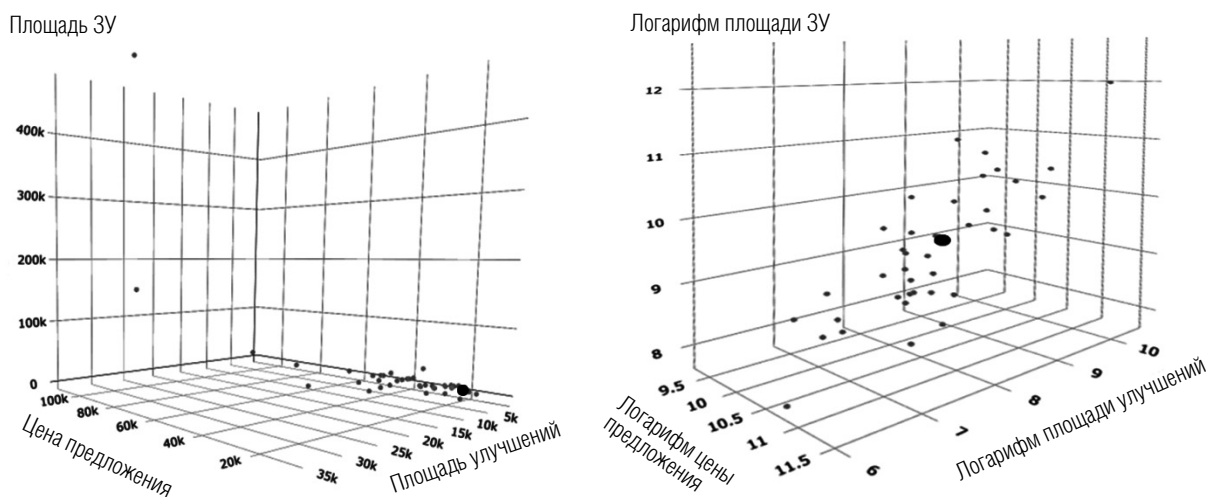 Площадь ЗУ
400k
300k
200k
100k
0
100k
80k
60k
40k
20k
Цена предложения
5k
10k
15k
20k
25k
30k
35k
Площадь улучшений
Логарифм площади ЗУ
12
11
10
9
8
9.5
10
10.5
11
11.5
Логарифм цены
предложения
10
9
8
7
6
Логарифм площади улучшений